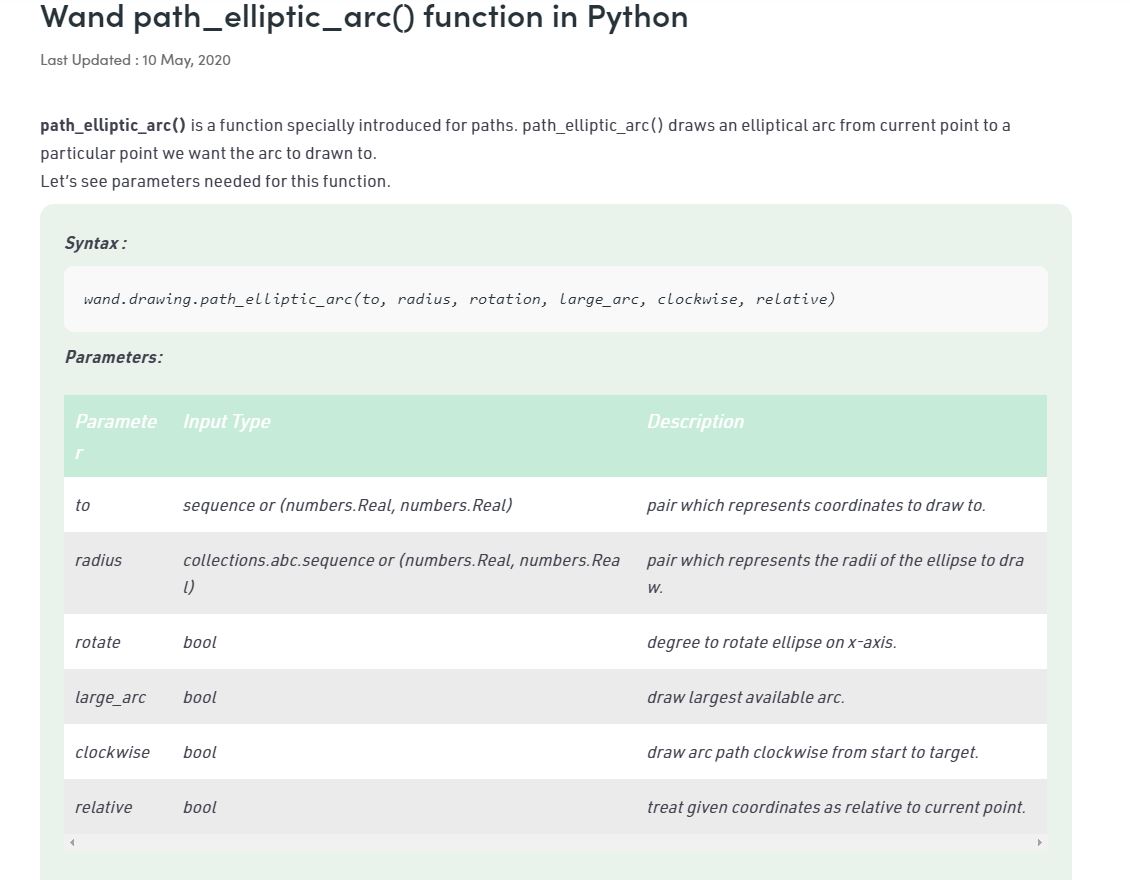 Wand path_elliptic_arc() function in Python
Last Updated : 10 May, 2020
path_elliptic_arc() is a function specially introduced for paths. path_elliptic_arc() draws an elliptical arc from current point to a
particular point we want the arc to drawn to.
Let’s see parameters needed for this function.
Syntax :
wand.drawing.path_elliptic_arc(to, radius, rotation, large_arc, clockwise, relative)
Parameters:
Paramete Input Type Description
r
to sequence or (numbers.Real, numbers.Real) pair which represents coordinates to draw to.
radius collections.abc.sequence or (numbers.Real, numbers.Rea pair which represents the radii of the ellipse to dra
l) w.
rotate bool degree to rotate ellipse on x-axis.
large_arc bool draw largest available arc.
clockwise bool draw arc path clockwise from start to target.
relative bool treat given coordinates as relative to current point.